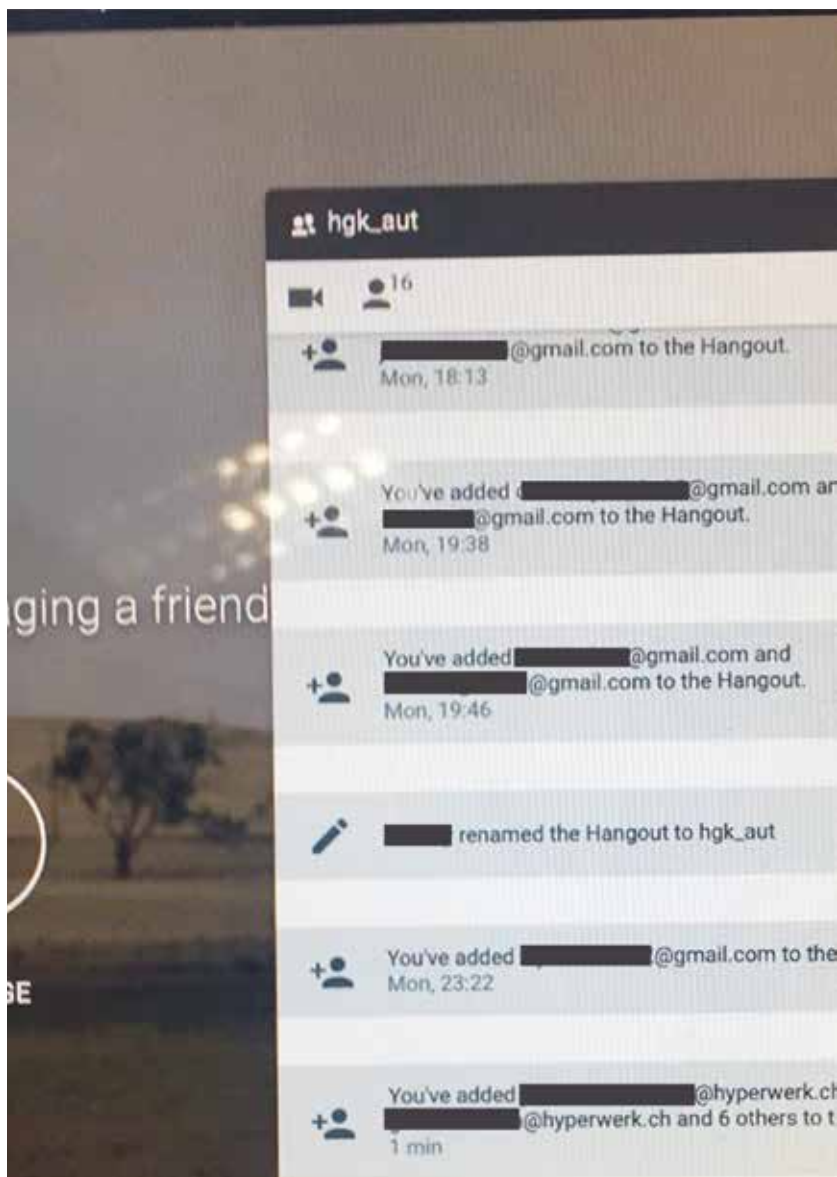 hgk_aut
16
@gmail.com to the Hangout.
Mon, 18:13
You've added @gmail.com
@gmail.com to the Hangout.
Mon, 19:38
ging a friend
You've added @gmail.com and
@gmail.com to the Hangout.
Mon, 19:46
renamed the Hangout to hgk_aut
You've added @gmail.com to the
Mon, 23:22
GE
You've added @hyperwerk.ch
@hyperwerk.ch and 6 others to t
1 min